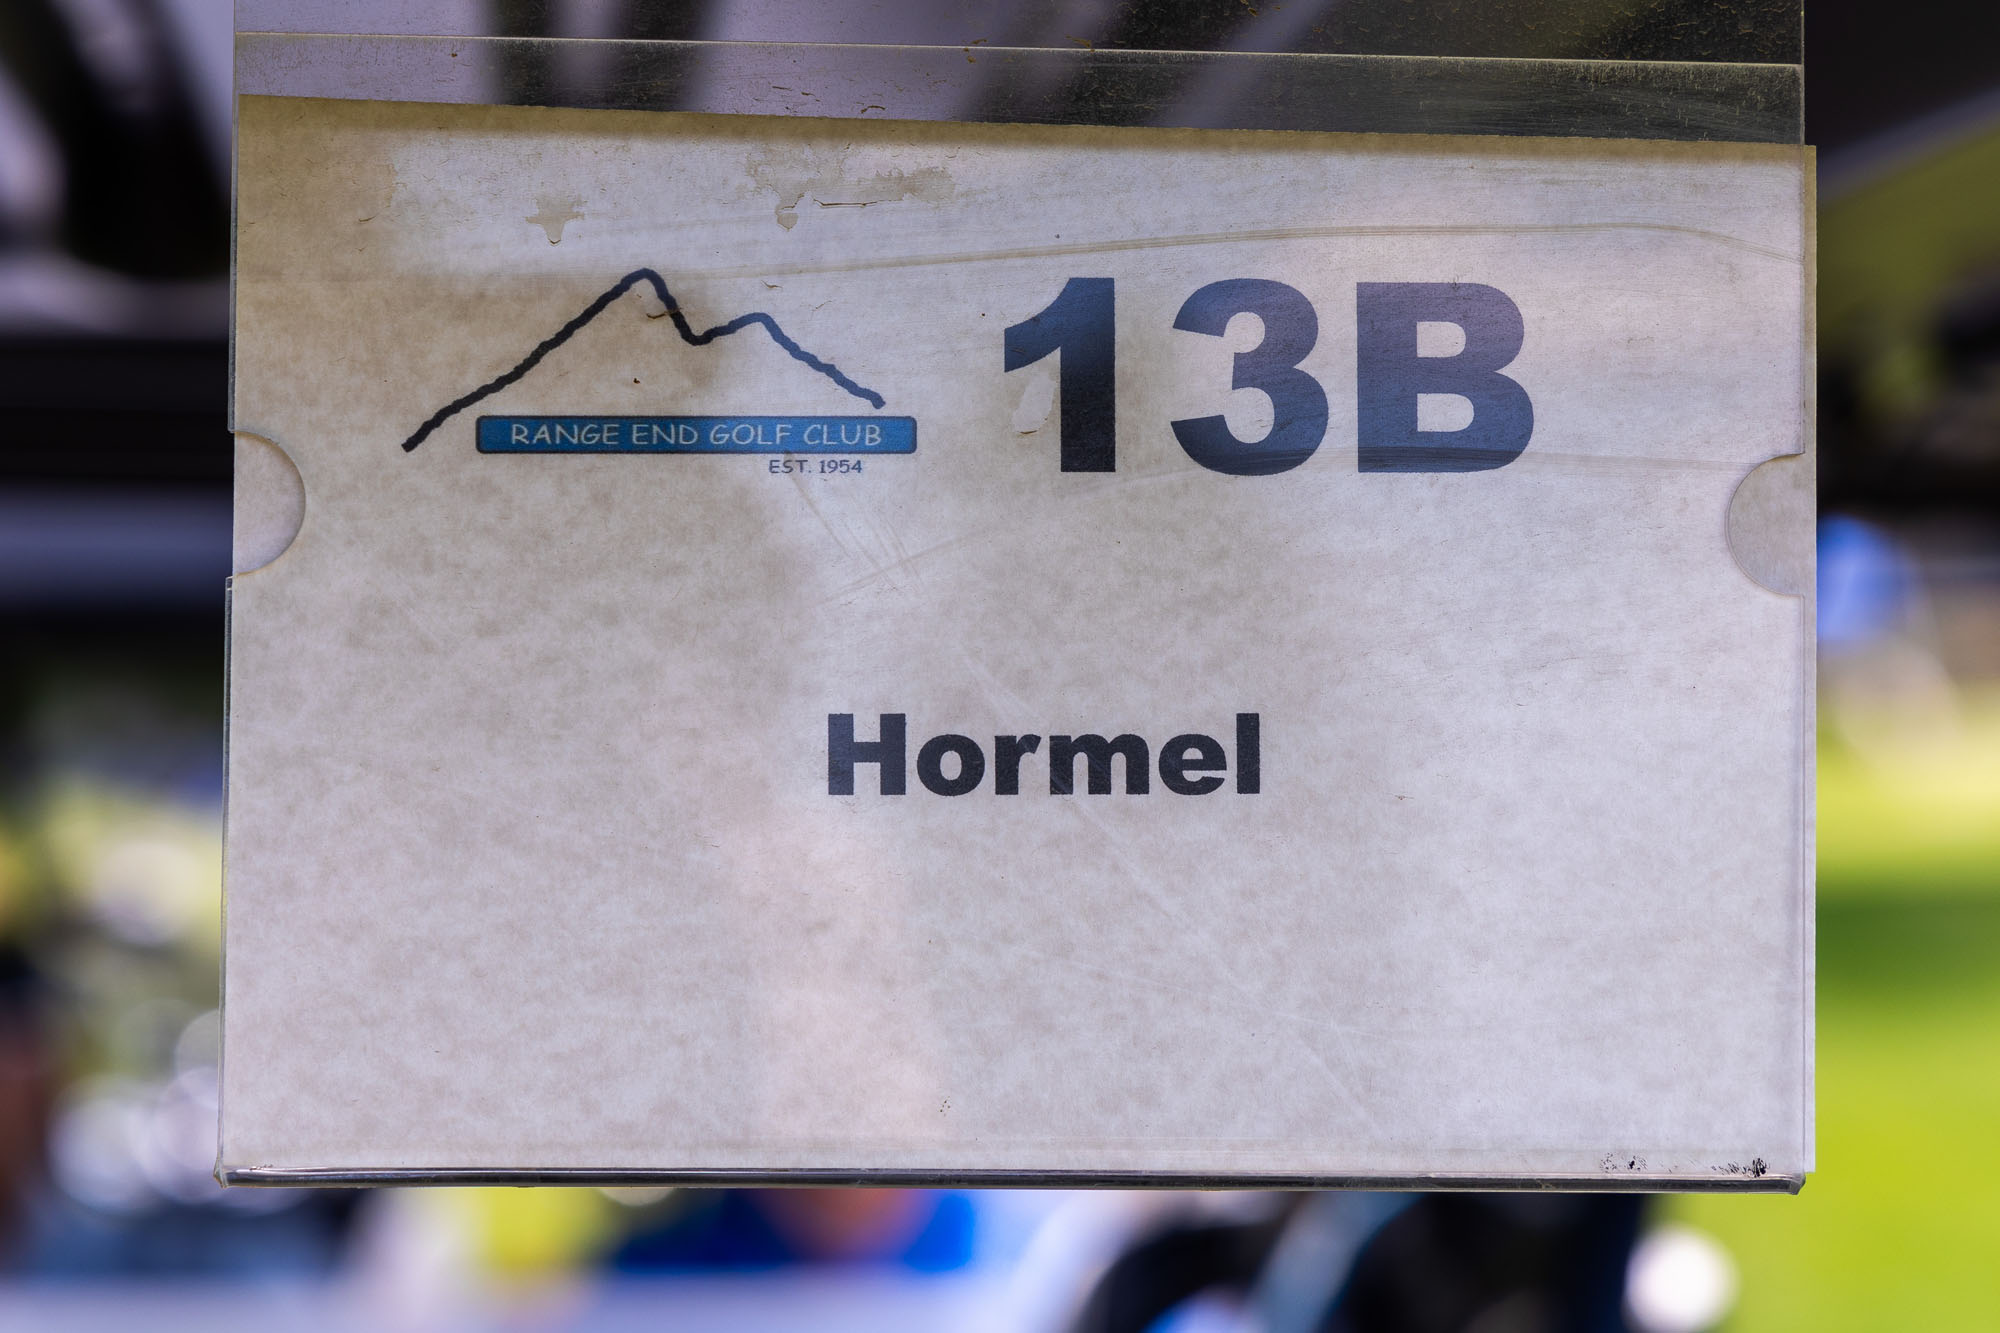 RANGE END GOLF CLUB
EST. 1954
13B
Hormel